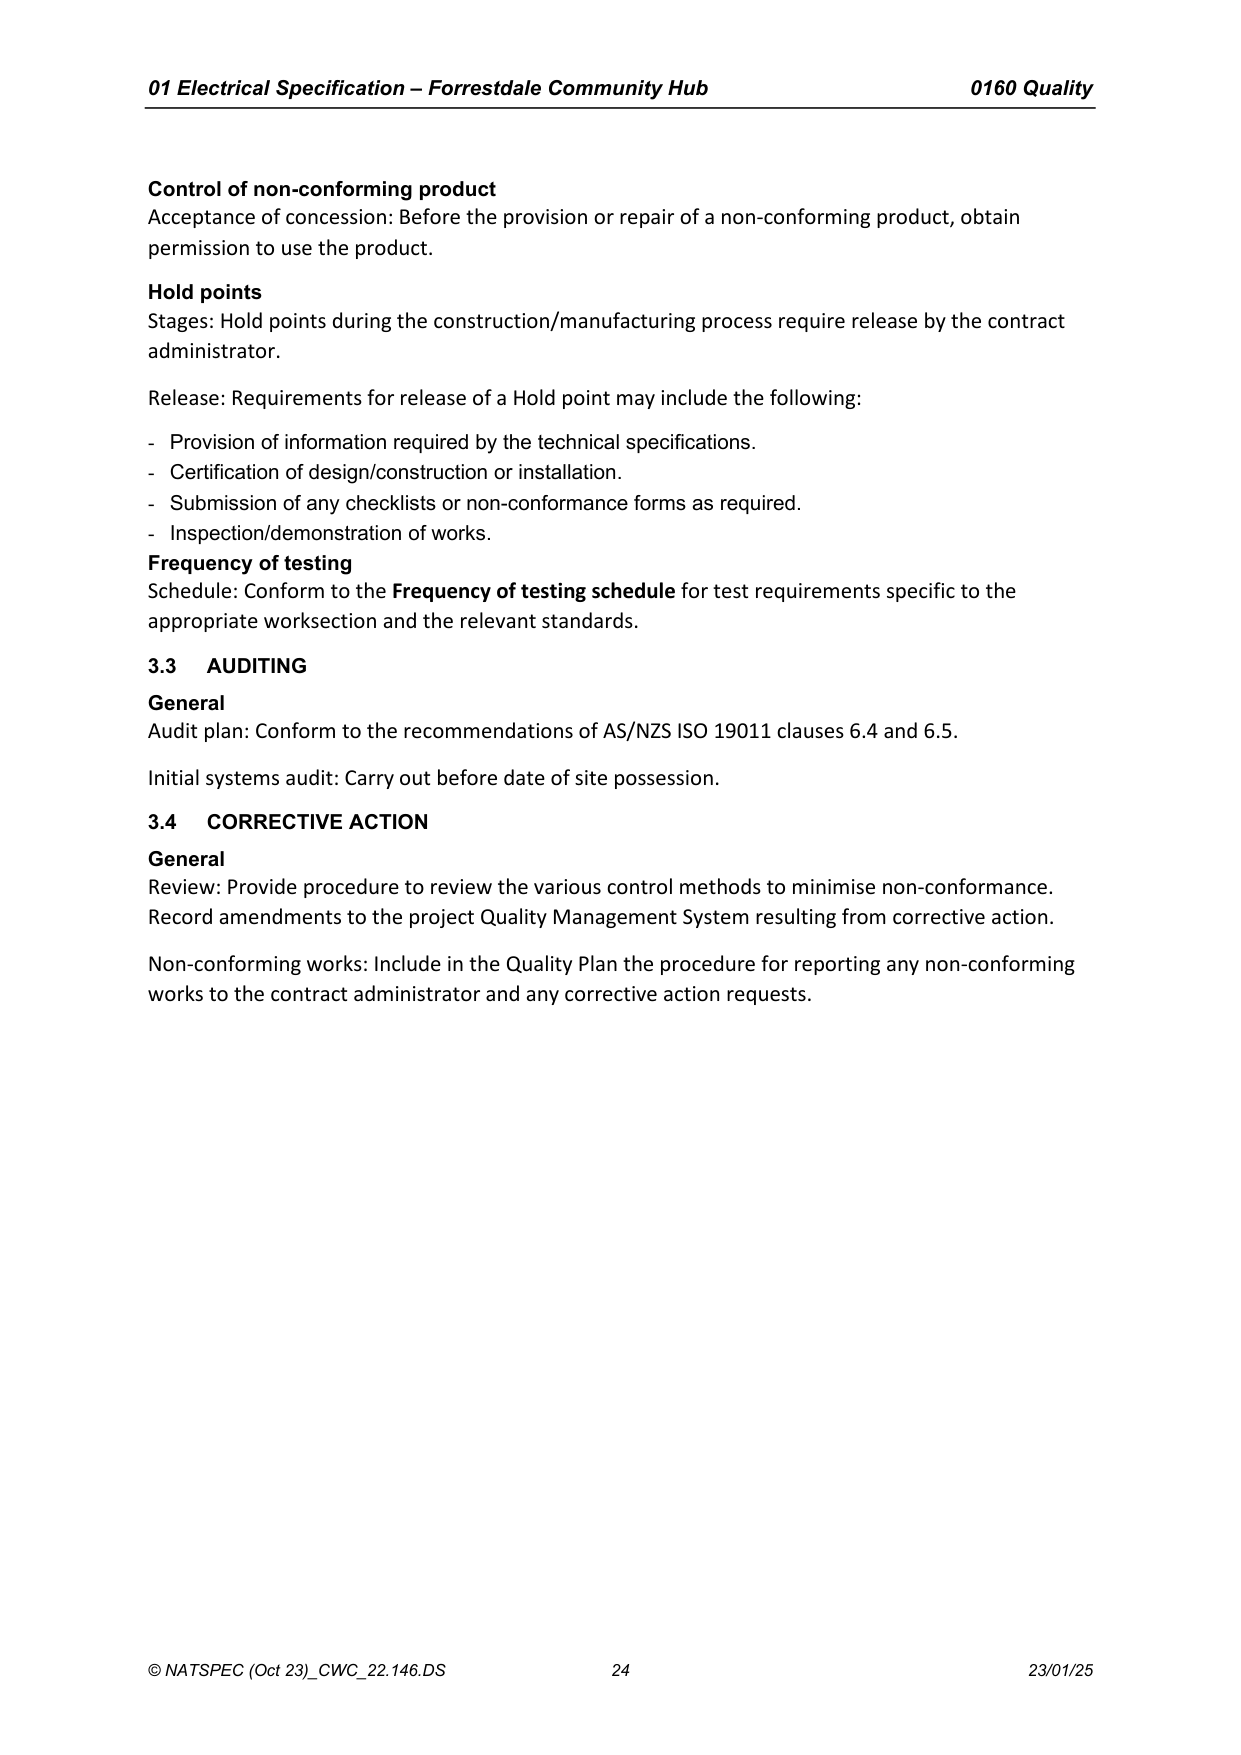 01 Electrical Specification – Forrestdale Community Hub 0160 Quality
Control of non-conforming product
Acceptance of concession: Before the provision or repair of a non-conforming product, obtain
permission to use the product.
Hold points
Stages: Hold points during the construction/manufacturing process require release by the contract
administrator.
Release: Requirements for release of a Hold point may include the following:
- Provision of information required by the technical specifications.
- Certification of design/construction or installation.
- Submission of any checklists or non-conformance forms as required.
- Inspection/demonstration of works.
Frequency of testing
Schedule: Conform to the Frequency of testing schedule for test requirements specific to the
appropriate worksection and the relevant standards.
3.3 AUDITING
General
Audit plan: Conform to the recommendations of AS/NZS ISO 19011 clauses 6.4 and 6.5.
Initial systems audit: Carry out before date of site possession.
3.4 CORRECTIVE ACTION
General
Review: Provide procedure to review the various control methods to minimise non-conformance.
Record amendments to the project Quality Management System resulting from corrective action.
Non-conforming works: Include in the Quality Plan the procedure for reporting any non-conforming
works to the contract administrator and any corrective action requests.
© NATSPEC (Oct 23)_CWC_22.146.DS 24 23/01/25